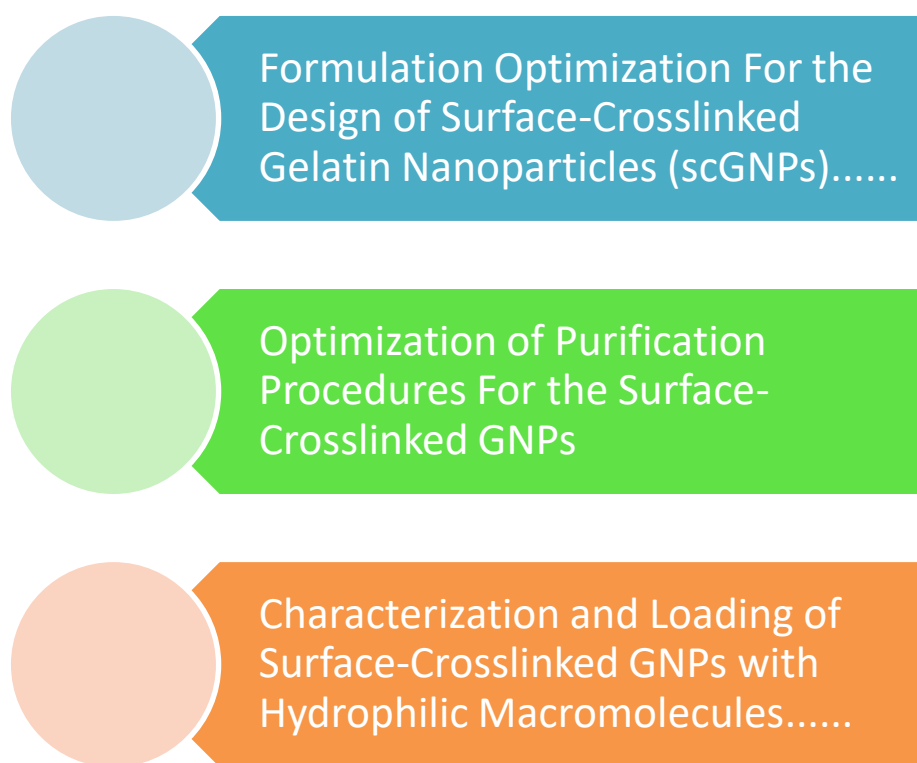 Formulation Optimization For the
Design of Surface-Crosslinked
Gelatin Nanoparticles (scGNPs)......
Optimization of Purification
Procedures For the Surface-
Crosslinked GNPs
Characterization and Loading of
Surface-Crosslinked GNPs with
Hydrophilic Macromolecules......